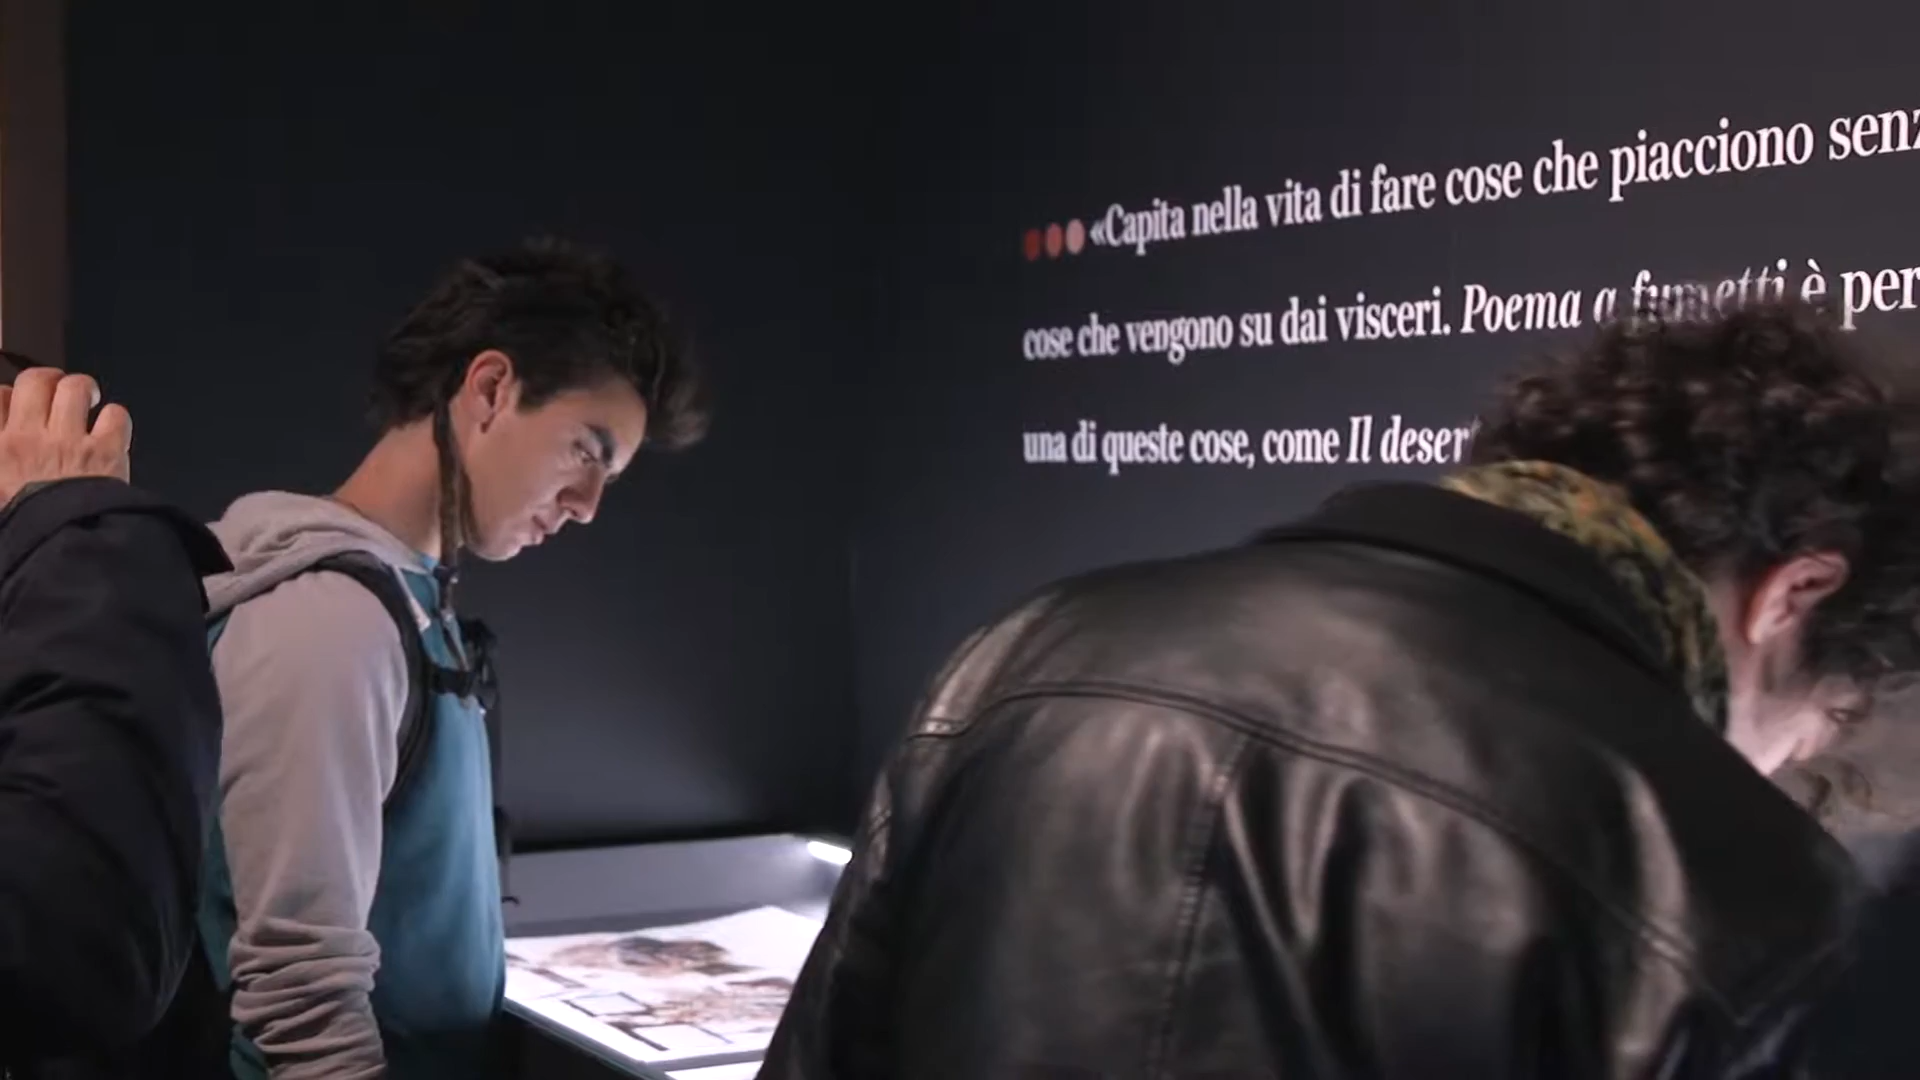 «Capita nella vita di fare cose che piacciono senz
cose che vengono su dai visceri. Poema a fumetti è per
una di queste cose, come Il deser